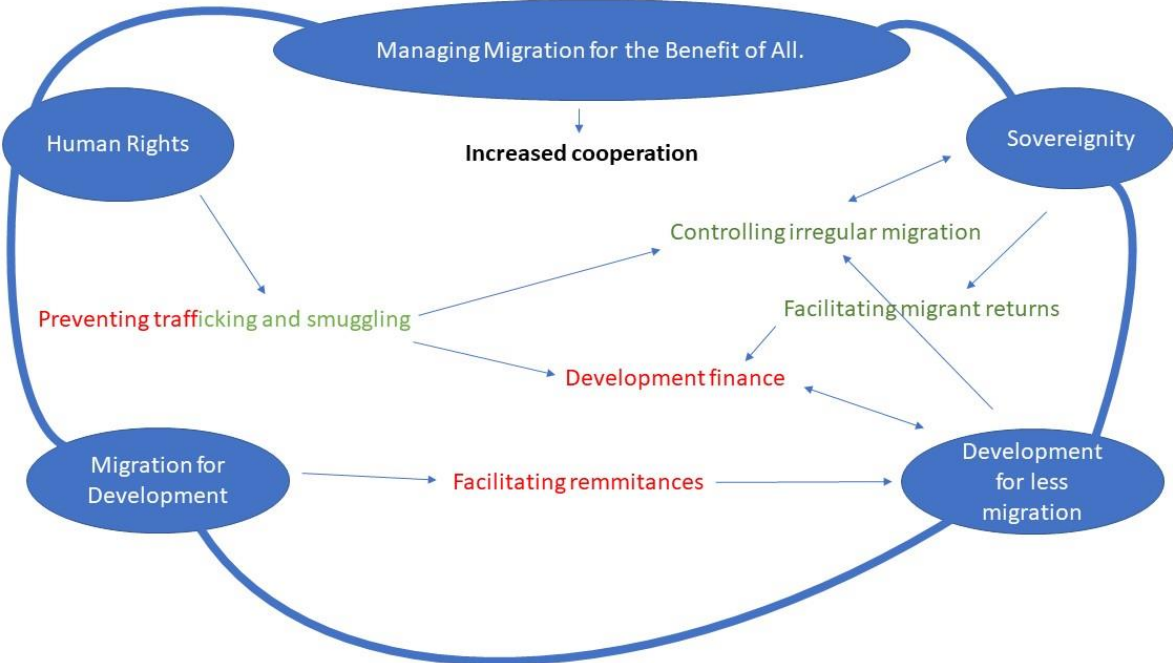 Managing Migration for the Benefit of All.
Human Rights
Sovereignity
Increased cooperation
Controlling irregular migration
Facilitating migrant returns
Preventing trafficking and smuggling
Development finance
Migration for
Development
Facilitating remmitances
Development
for less
migration